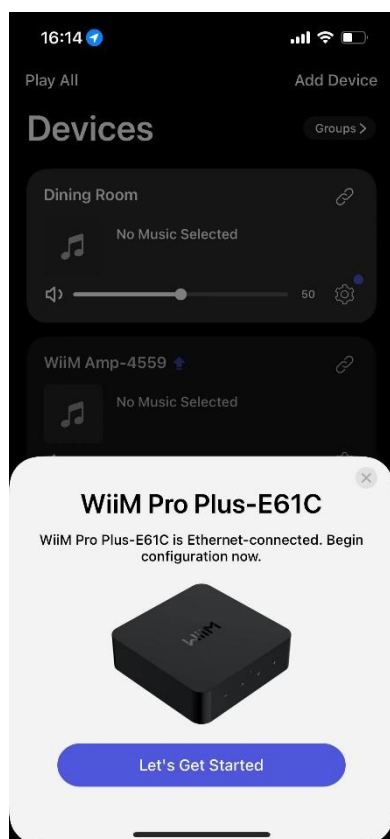 16:14
Play All
Add Device
Devices
Groups >
Dining Room
No Music Selected
50
WiiM Amp-4559
No Music Selected
WiiM Pro Plus-E61C
WiiM Pro Plus-E61C is Ethernet-connected. Begin
configuration now.
WiiM
Let's Get Started